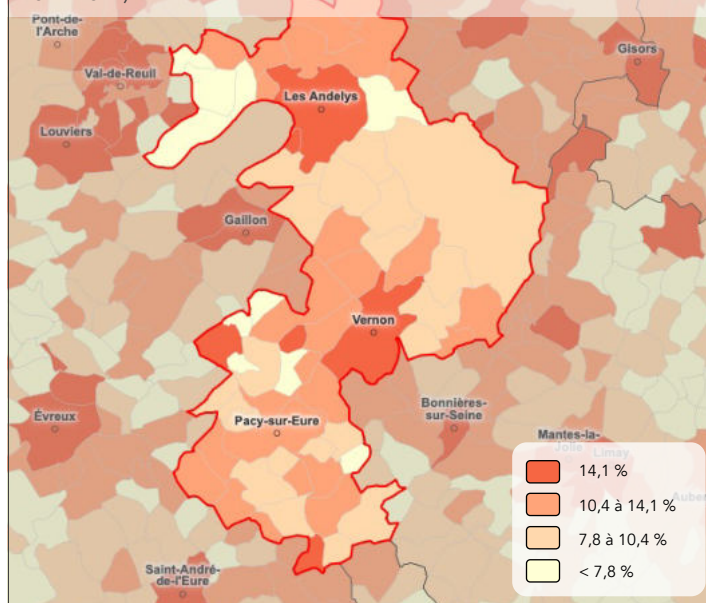 Pont-de-
l'Arche
Gisors
Val-de-Reuil
Les Andelys
Louviers
Gaillon
Vernon
Bonnières-
sur-Seine
Évreux
Pacy-sur-Eure
Mantes-la-
Jolie
Limay
14,1 %
10,4 à 14,1 %
Auber
7,8 à 10,4 %
< 7,8 %
Saint-André-
de-l'Eure